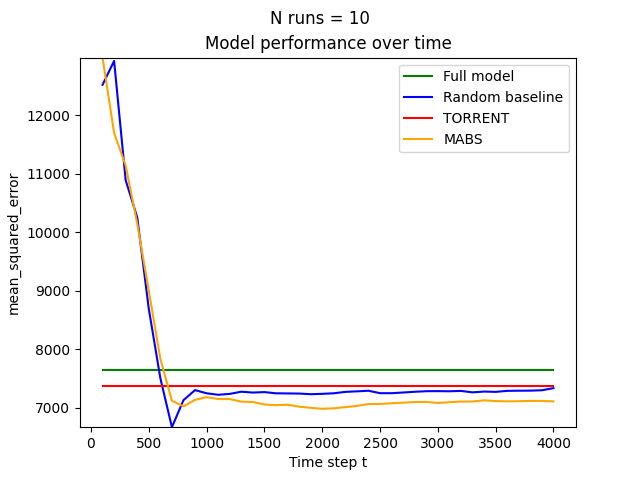 N runs = 10
Model performance over time
Full model
Random baseline
TORRENT
MABS
mean_squared_error
12000
11000
10000
9000
8000
7000
0 500 1000 1500 2000 2500 3000 3500 4000
Time step t